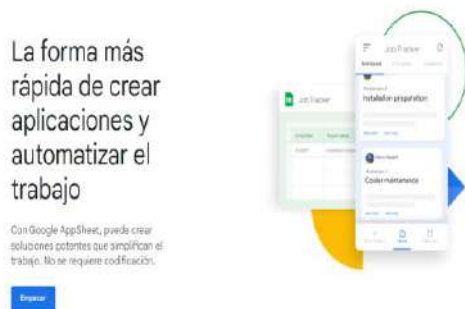 La forma más
rápida de crear
aplicaciones y
automatizar el
trabajo
Con Google AppSheet, puede crear
soluciones potentes que simplifican el
trabajo. No se requiere codificación.
Empezar
Job Tracker
Job Tracker
Installation preparation
Cooler maintenance